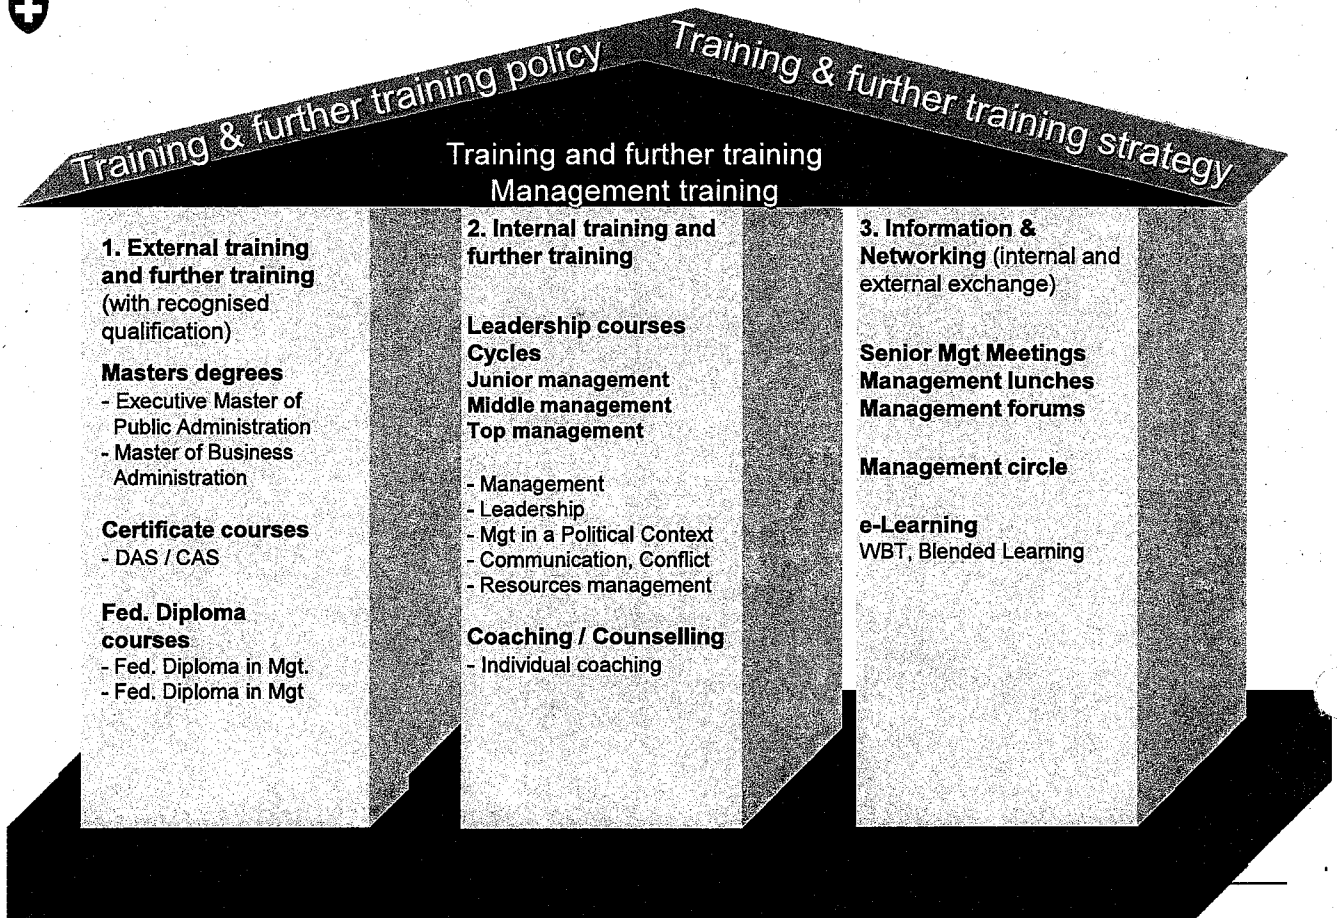 Training & further training policy
Training & further training strategy
Training and further training
Management training
1. External training
and further training
(with recognised
qualification)
Masters degrees
- Executive Master of
Public Administration
- Master of Business
Administration
Certificate courses
- DAS / CAS
Fed. Diploma
courses
- Fed. Diploma in Mgt.
- Fed. Diploma in Mgt
2. Internal training and
further training
Leadership courses
Cycles
Junior management
Middle management
Top management
- Management
- Leadership
- Mgt in a Political Context
- Communication, Conflict
- Resources management
Coaching / Counselling
- Individual coaching
3. Information &
Networking (internal and
external exchange)
Senior Mgt Meetings
Management lunches
Management forums
Management circle
e-Learning
WBT, Blended Learning